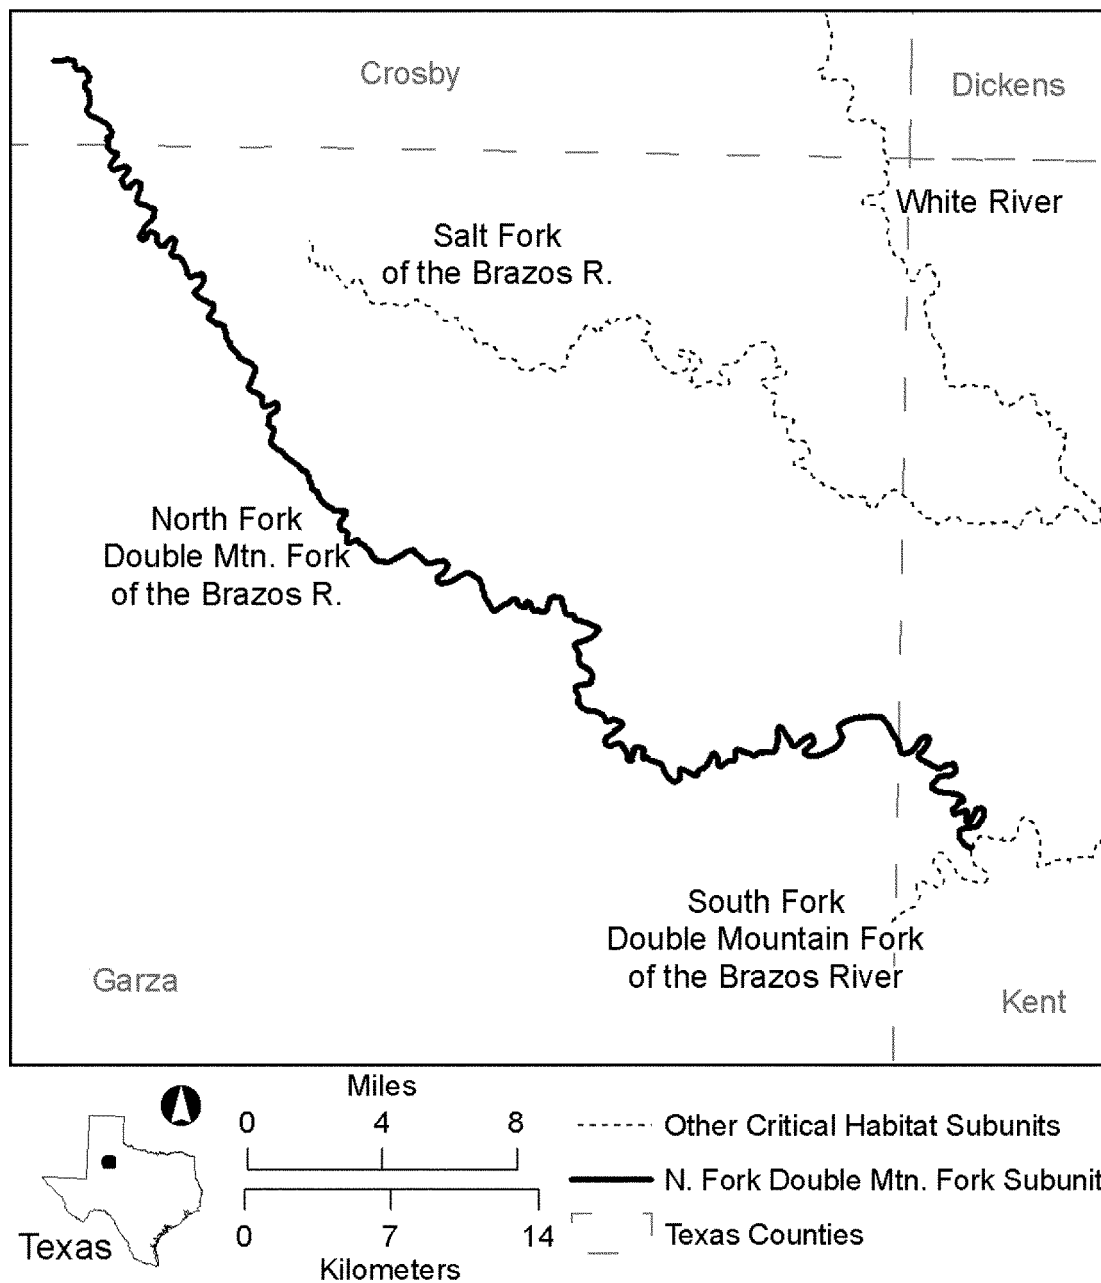 Crosby
Dickens
White River
Salt Fork
of the Brazos R.
North Fork
Double Mtn. Fork
of the Brazos R.
South Fork
Double Mountain Fork
of the Brazos River
Garza
Kent
Miles
0 4 8
0 7 14
Kilometers
Texas
Other Critical Habitat Subunits
N. Fork Double Mtn. Fork Subunit
Texas Counties